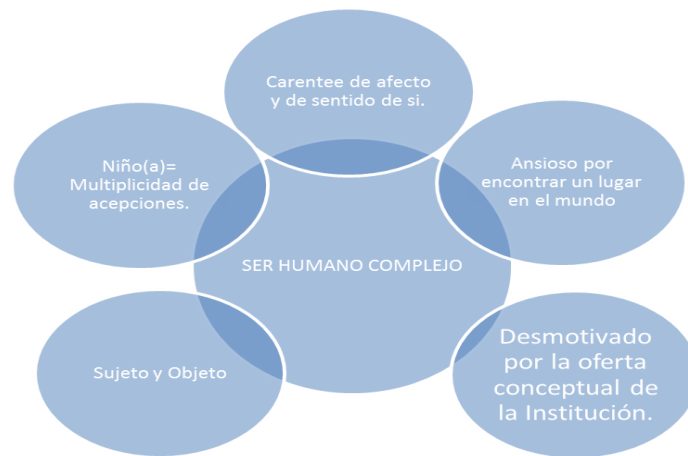 Carentee de afecto
y de sentido de si.
Niño(a)=
Multiplicidad de
acepciones.
Ansioso por
encontrar un lugar
en el mundo
SER HUMANO COMPLEJO
Sujeto y Objeto
Desmotivado
por la oferta
conceptual de
la Institución.